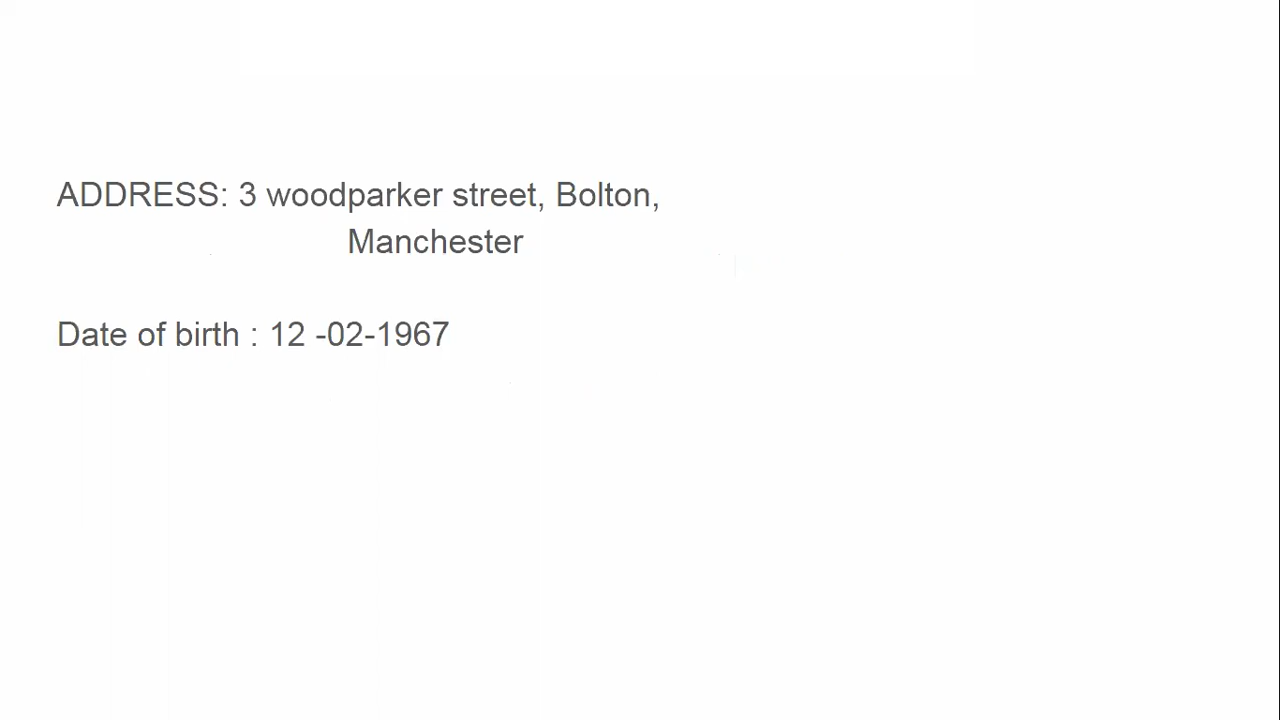 ADDRESS: 3 woodparker street, Bolton,
Manchester
Date of birth : 12 -02-1967